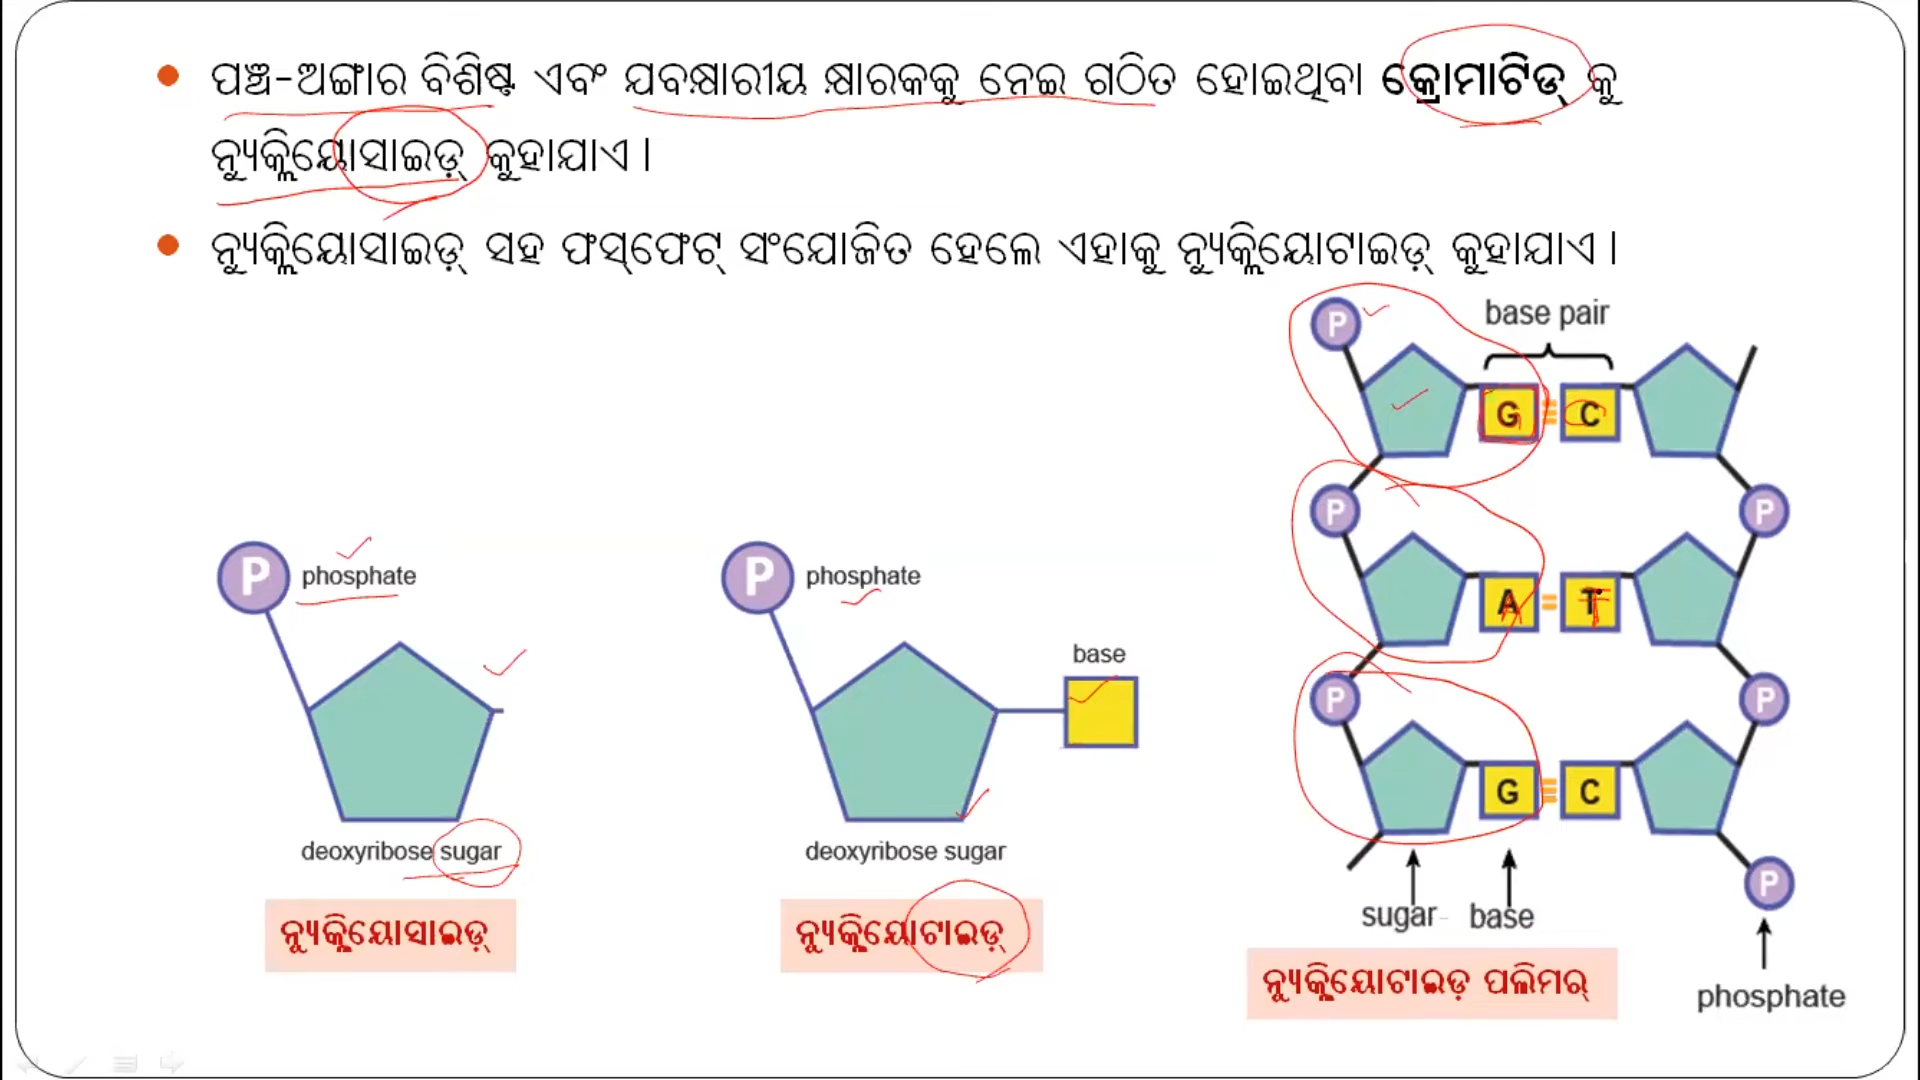 ପଞ୍ଚ-ଅଙ୍ଗାର ବିଶିଷ୍ଟ ଏବଂ ଯବକ୍ଷାରୀୟ କ୍ଷାରକକୁ ନେଇ ଗଠିତ ହୋଇଥିବା କ୍ରୋମାଟିଡ୍ କୁ
ନ୍ୟୁକ୍ଲିୟୋସାଇଡ଼୍ କୁହାଯାଏ ।
ନ୍ୟୁକ୍ଲିୟୋସାଇଡ଼୍ ସହ ଫସ୍‌ଫେଟ୍ ସଂଯୋଜିତ ହେଲେ ଏହାକୁ ନ୍ୟୁକ୍ଲିୟୋଟାଇଡ଼୍ କୁହାଯାଏ ।
P phosphate
deoxyribose sugar
ନ୍ୟୁକ୍ଲିୟୋସାଇଡ଼୍
P phosphate
base
deoxyribose sugar
ନ୍ୟୁକ୍ଲିୟୋଟାଇଡ଼୍
base pair
P
G C
P P
A T
P P
G C
P
sugar base
phosphate
ନ୍ୟୁକ୍ଲିୟୋଟାଇଡ଼ ପଲିମର୍